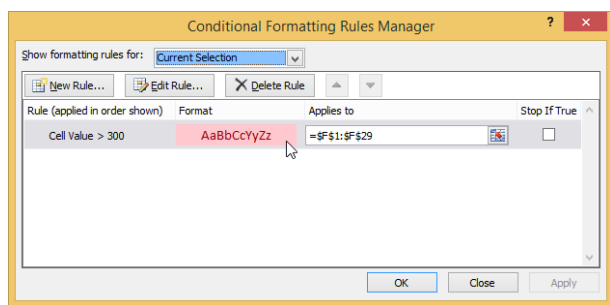 Conditional Formatting Rules Manager ? ×
Show formatting rules for: Current Selection
New Rule... Edit Rule... Delete Rule
Rule (applied in order shown) Format Applies to Stop If True
Cell Value > 300 AaBbCcYyZz =$F$1:$F$29
OK Close Apply